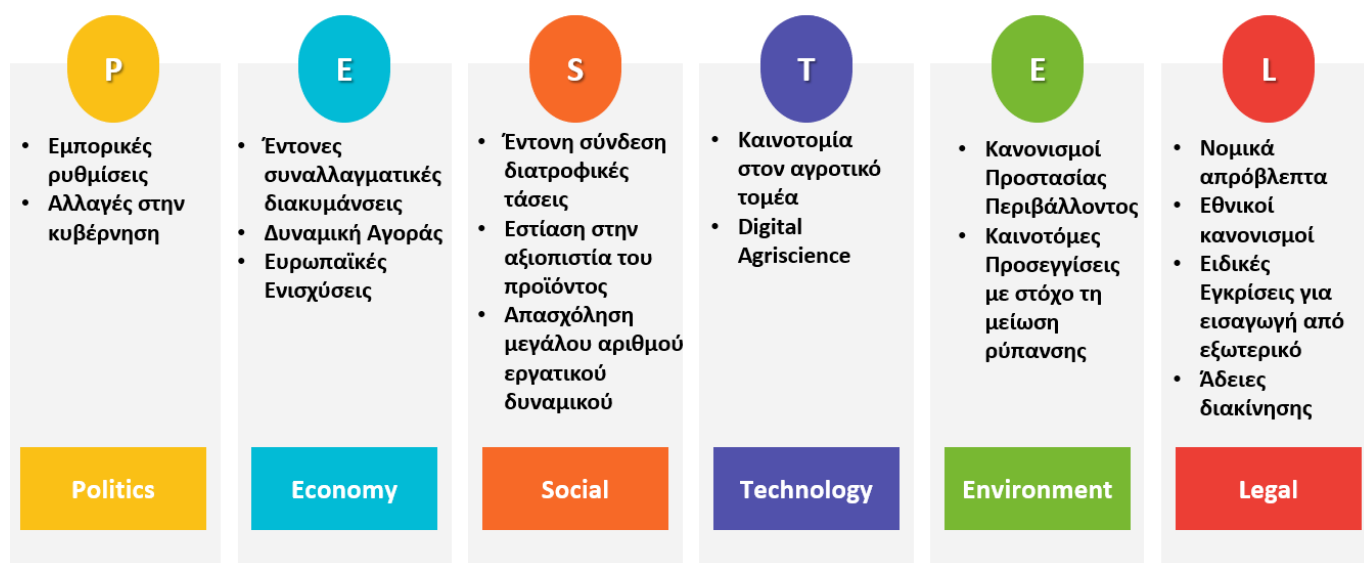 P
• Εμπορικές
ρυθμίσεις
• Αλλαγές στην
κυβέρνηση
Politics
E
• Έντονες
συναλλαγματικές
διακυμάνσεις
• Δυναμική Αγοράς
• Ευρωπαϊκές
Ενισχύσεις
Economy
S
• Έντονη σύνδεση
διατροφικές
τάσεις
• Εστίαση στην
αξιοπιστία του
προϊόντος
• Απασχόληση
μεγάλου αριθμού
εργατικού
δυναμικού
Social
T
• Καινοτομία
στον αγροτικό
τομέα
• Digital
Agriscience
Technology
E
• Κανονισμοί
Προστασίας
Περιβάλλοντος
• Καινοτόμες
Προσεγγίσεις
με στόχο τη
μείωση
ρύπανσης
Environment
L
• Νομικά
απρόβλεπτα
• Εθνικοί
κανονισμοί
• Ειδικές
Εγκρίσεις για
εισαγωγή από
εξωτερικό
• Άδειες
διακίνησης
Legal